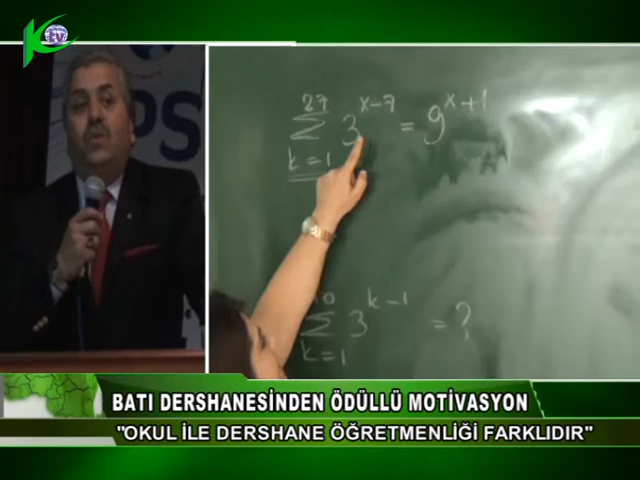 K tv
PS
27
∑ 3^(x-7) = 9^(x+1)
k=1
10
∑ 3^(k-1) = ?
k=1
BATI DERSHANESİNDEN ÖDÜLLÜ MOTİVASYON
"OKUL İLE DERSHANE ÖĞRETMENLİĞİ FARKLIDIR"